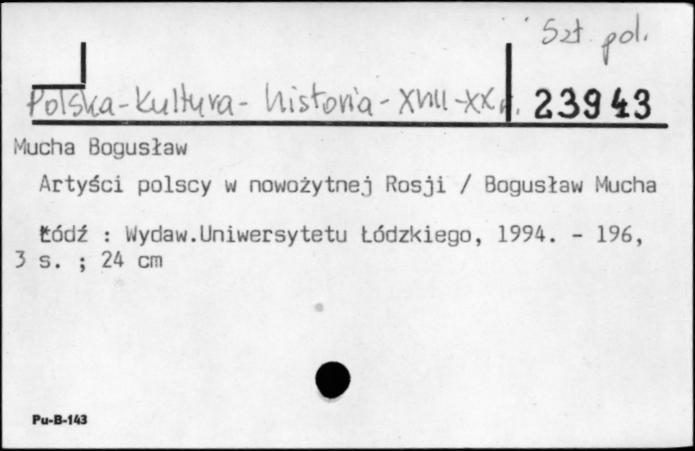 Szt pol.
Polska-Kultura-historia-XVIII-XX w. 23943
Mucha Bogusław
Artyści polscy w nowożytnej Rosji / Bogusław Mucha
Łódź : Wydaw.Uniwersytetu Łódzkiego, 1994. - 196,
3 s. ; 24 cm
Pu-B-143